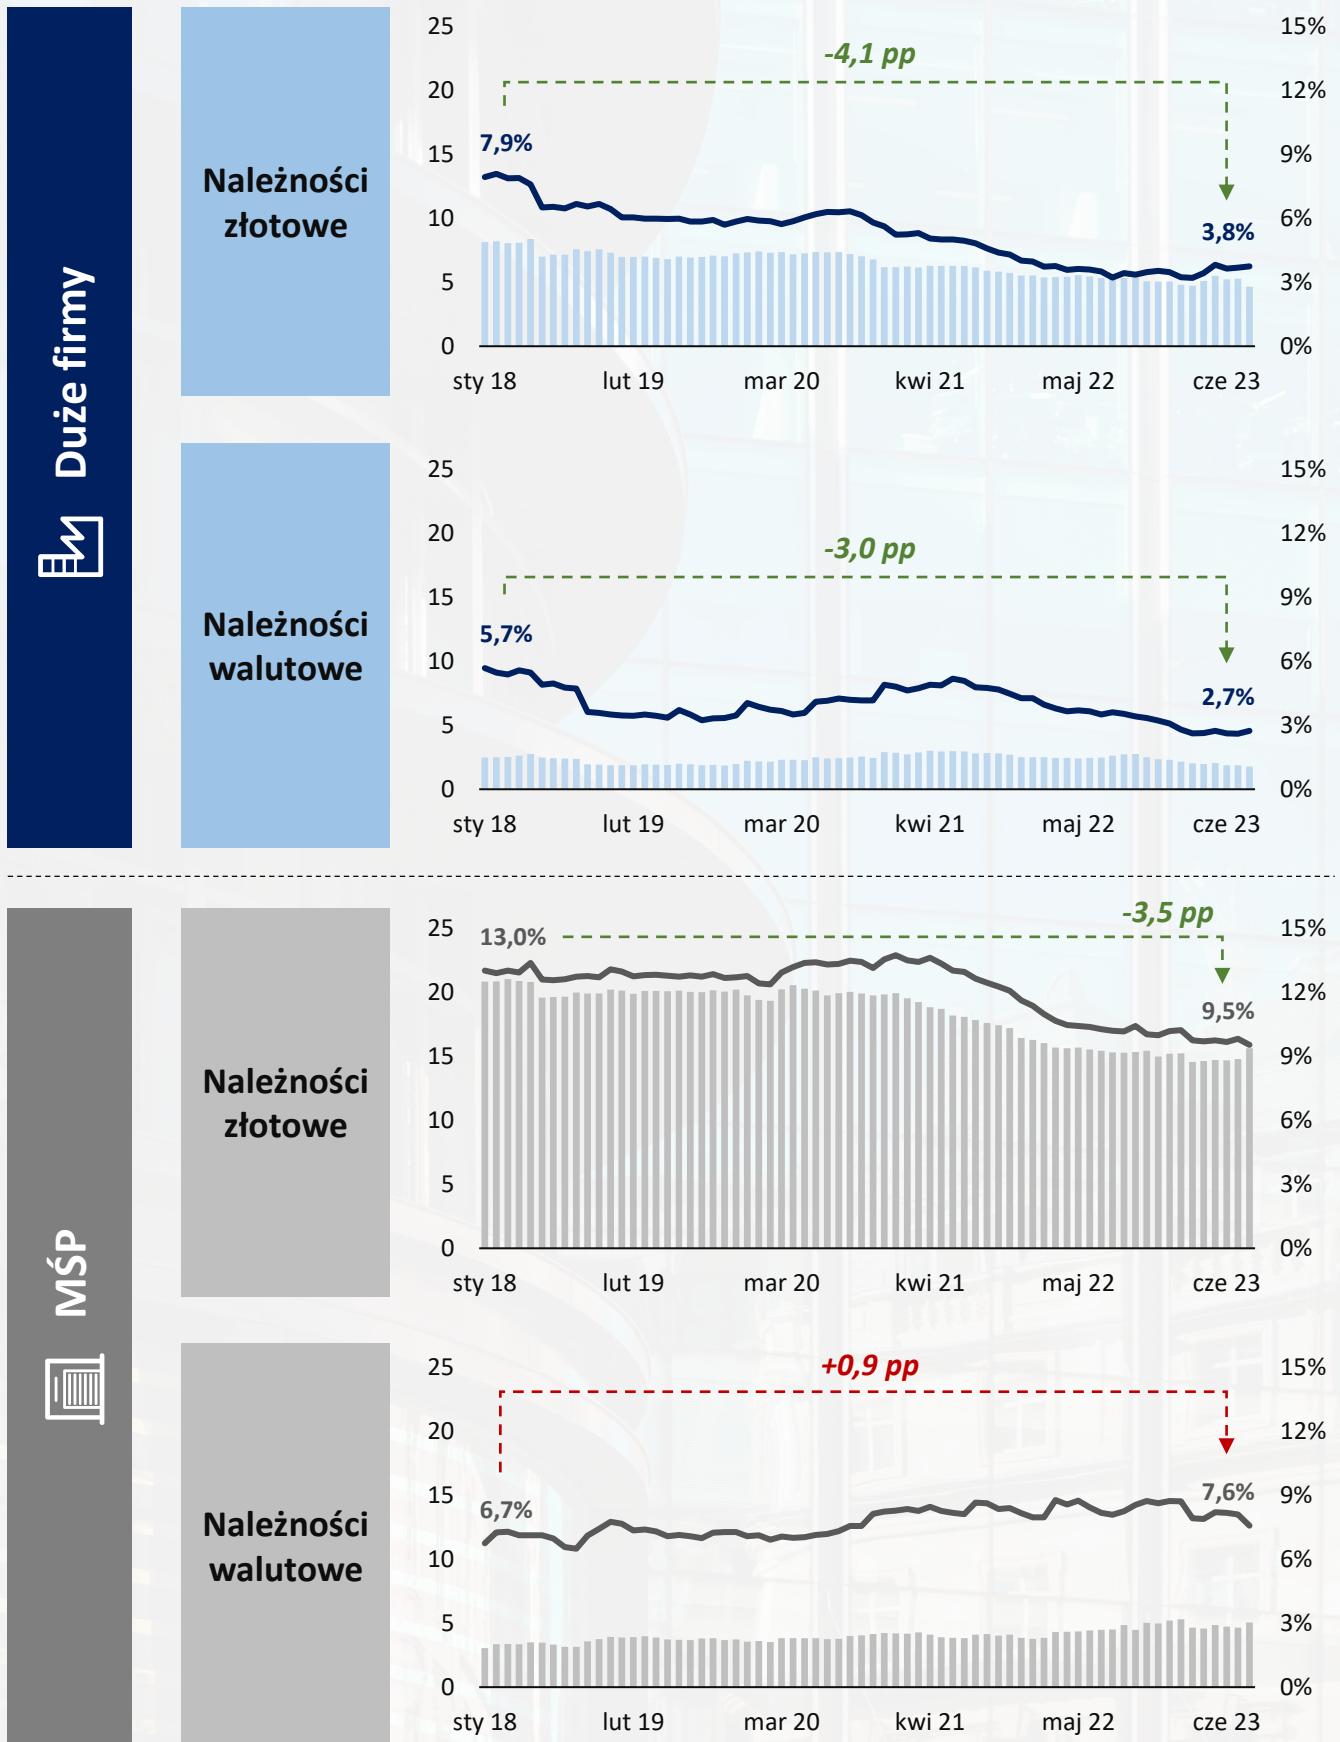 Duże firmy
Należności
złotowe
25
20
15
10
5
0
15%
12%
9%
6%
3%
0%
-4,1 pp
7,9%
3,8%
sty 18
lut 19
mar 20
kwi 21
maj 22
cze 23
Należności
walutowe
25
20
15
10
5
0
15%
12%
9%
6%
3%
0%
-3,0 pp
5,7%
2,7%
sty 18
lut 19
mar 20
kwi 21
maj 22
cze 23
MŚP
Należności
złotowe
25
20
15
10
5
0
15%
12%
9%
6%
3%
0%
-3,5 pp
13,0%
9,5%
sty 18
lut 19
mar 20
kwi 21
maj 22
cze 23
Należności
walutowe
25
20
15
10
5
0
15%
12%
9%
6%
3%
0%
+0,9 pp
6,7%
7,6%
sty 18
lut 19
mar 20
kwi 21
maj 22
cze 23